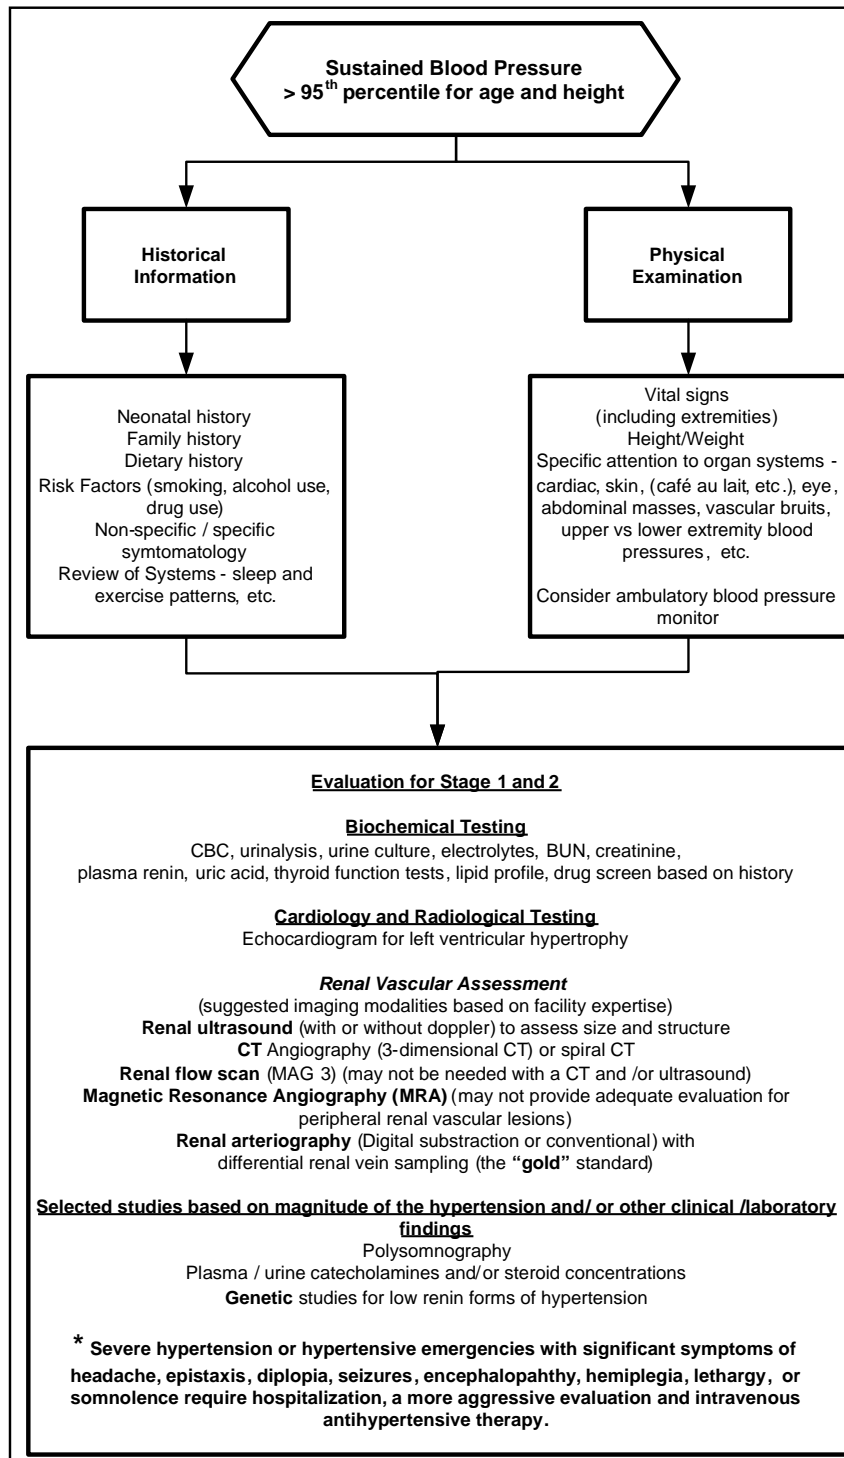 Sustained Blood Pressure
> 95th percentile for age and height
Historical
Information
Physical
Examination
Neonatal history
Family history
Dietary history
Risk Factors (smoking, alcohol use,
drug use)
Non-specific / specific
symtomatology
Review of Systems - sleep and
exercise patterns, etc.
Vital signs
(including extremities)
Height/Weight
Specific attention to organ systems -
cardiac, skin, (café au lait, etc.), eye,
abdominal masses, vascular bruits,
upper vs lower extremity blood
pressures, etc.
Consider ambulatory blood pressure
monitor
Evaluation for Stage 1 and 2
Biochemical Testing
CBC, urinalysis, urine culture, electrolytes, BUN, creatinine,
plasma renin, uric acid, thyroid function tests, lipid profile, drug screen based on history
Cardiology and Radiological Testing
Echocardiogram for left ventricular hypertrophy
Renal Vascular Assessment
(suggested imaging modalities based on facility expertise)
Renal ultrasound (with or without doppler) to assess size and structure
CT Angiography (3-dimensional CT) or spiral CT
Renal flow scan (MAG 3) (may not be needed with a CT and /or ultrasound)
Magnetic Resonance Angiography (MRA) (may not provide adequate evaluation for
peripheral renal vascular lesions)
Renal arteriography (Digital substraction or conventional) with
differential renal vein sampling (the “gold” standard)
Selected studies based on magnitude of the hypertension and/ or other clinical /laboratory
findings
Polysomnography
Plasma / urine catecholamines and/or steroid concentrations
Genetic studies for low renin forms of hypertension
* Severe hypertension or hypertensive emergencies with significant symptoms of
headache, epistaxis, diplopia, seizures, encephalopahthy, hemiplegia, lethargy, or
somnolence require hospitalization, a more aggressive evaluation and intravenous
antihypertensive therapy.